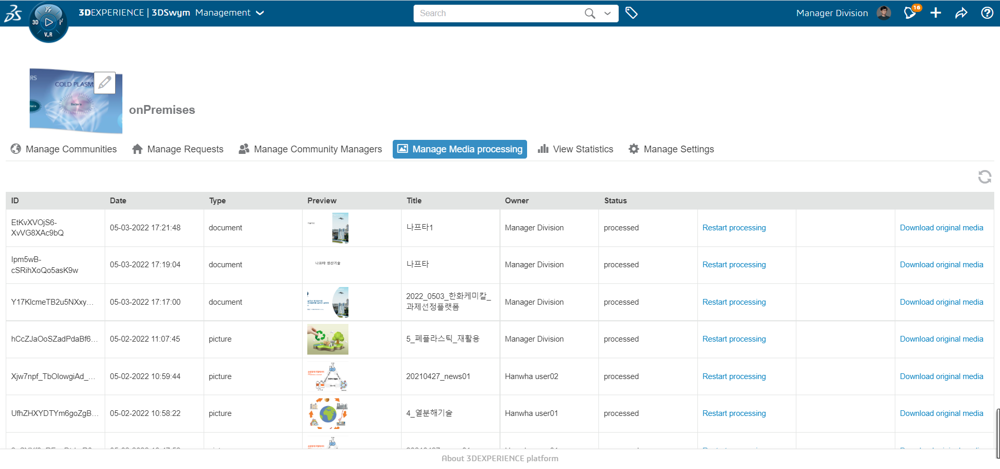 3DEXPERIENCE | 3DSwym Management
Search
Manager Division
16
3D
V.R
COLD PLASM
onPremises
Manage Communities
Manage Requests
Manage Community Managers
Manage Media processing
View Statistics
Manage Settings
ID Date Type Preview Title Owner Status
EtKvXVOjS6-
XvVG8XAc9bQ
05-03-2022 17:21:48 document 나프타1 Manager Division processed Restart processing Download original media
Ipm5wB-
cSRihXoQo5asK9w
05-03-2022 17:19:04 document 나프타 생산기술 나프타 Manager Division processed Restart processing Download original media
Y17KlcmeTB2u5NXxy... 05-03-2022 17:17:00 document
2022_0503_한화케미칼_
과제선정플랫폼
Manager Division processed Restart processing Download original media
hCcZJaOoSZadPdaBf6... 05-02-2022 11:07:45 picture 5_폐플라스틱_재활용 Manager Division processed Restart processing Download original media
Xjw7npf_TbOlowgiAd_... 05-02-2022 10:59:44 picture 20210427_news01 Hanwha user02 processed Restart processing Download original media
UfhZHXYDTYm6goZgB... 05-02-2022 10:58:22 picture 4_열분해기술 Hanwha user01 processed Restart processing Download original media
About 3DEXPERIENCE platform